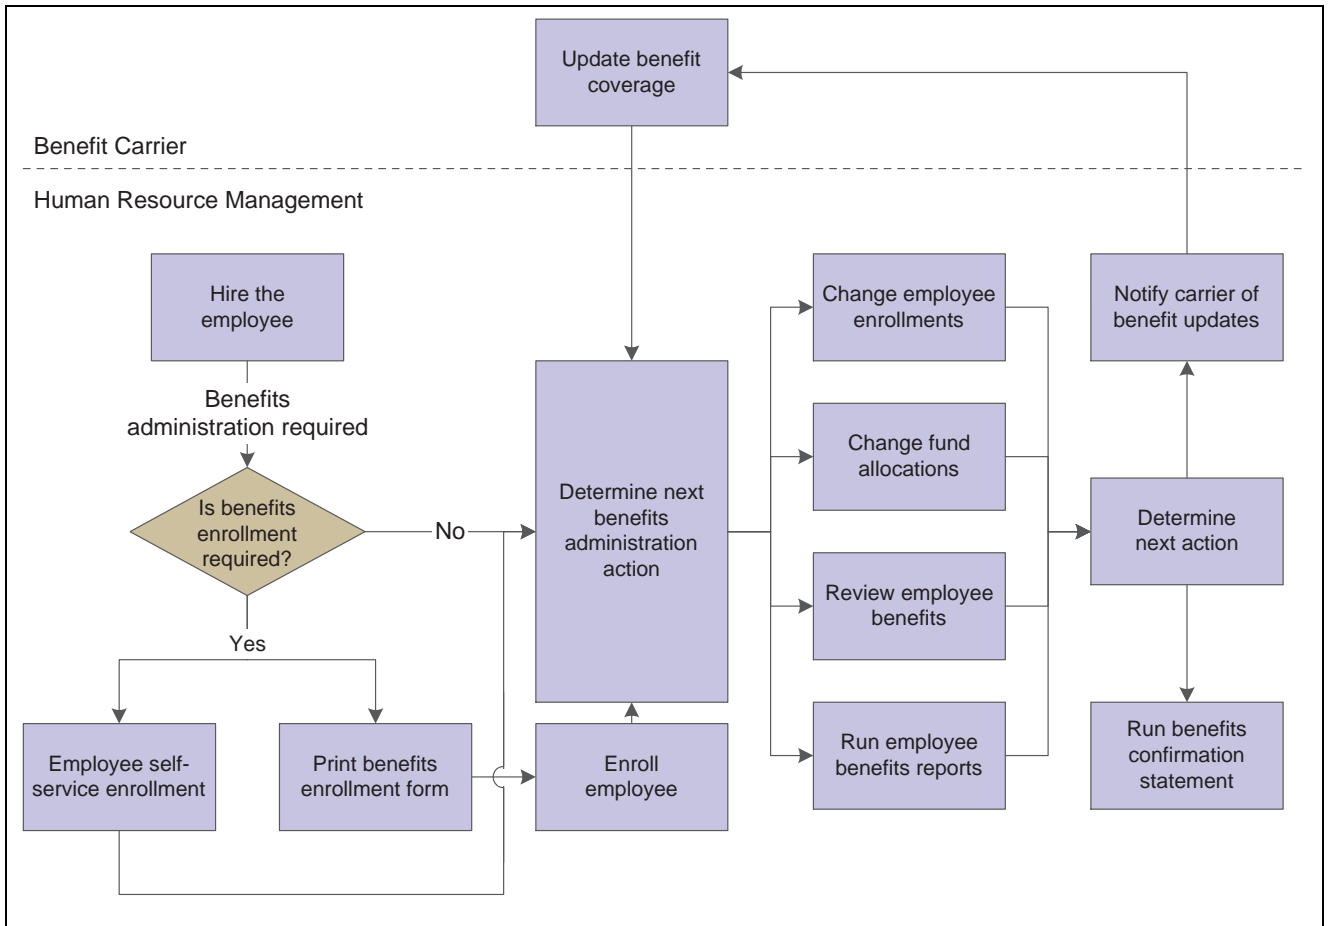 Update benefit
coverage
Benefit Carrier
Human Resource Management
Hire the
employee
Benefits
administration required
Is benefits
enrollment
required?
No
Yes
Employee self-
service enrollment
Print benefits
enrollment form
Enroll
employee
Determine next
benefits
administration
action
Change employee
enrollments
Change fund
allocations
Review employee
benefits
Run employee
benefits reports
Notify carrier of
benefit updates
Determine
next action
Run benefits
confirmation
statement